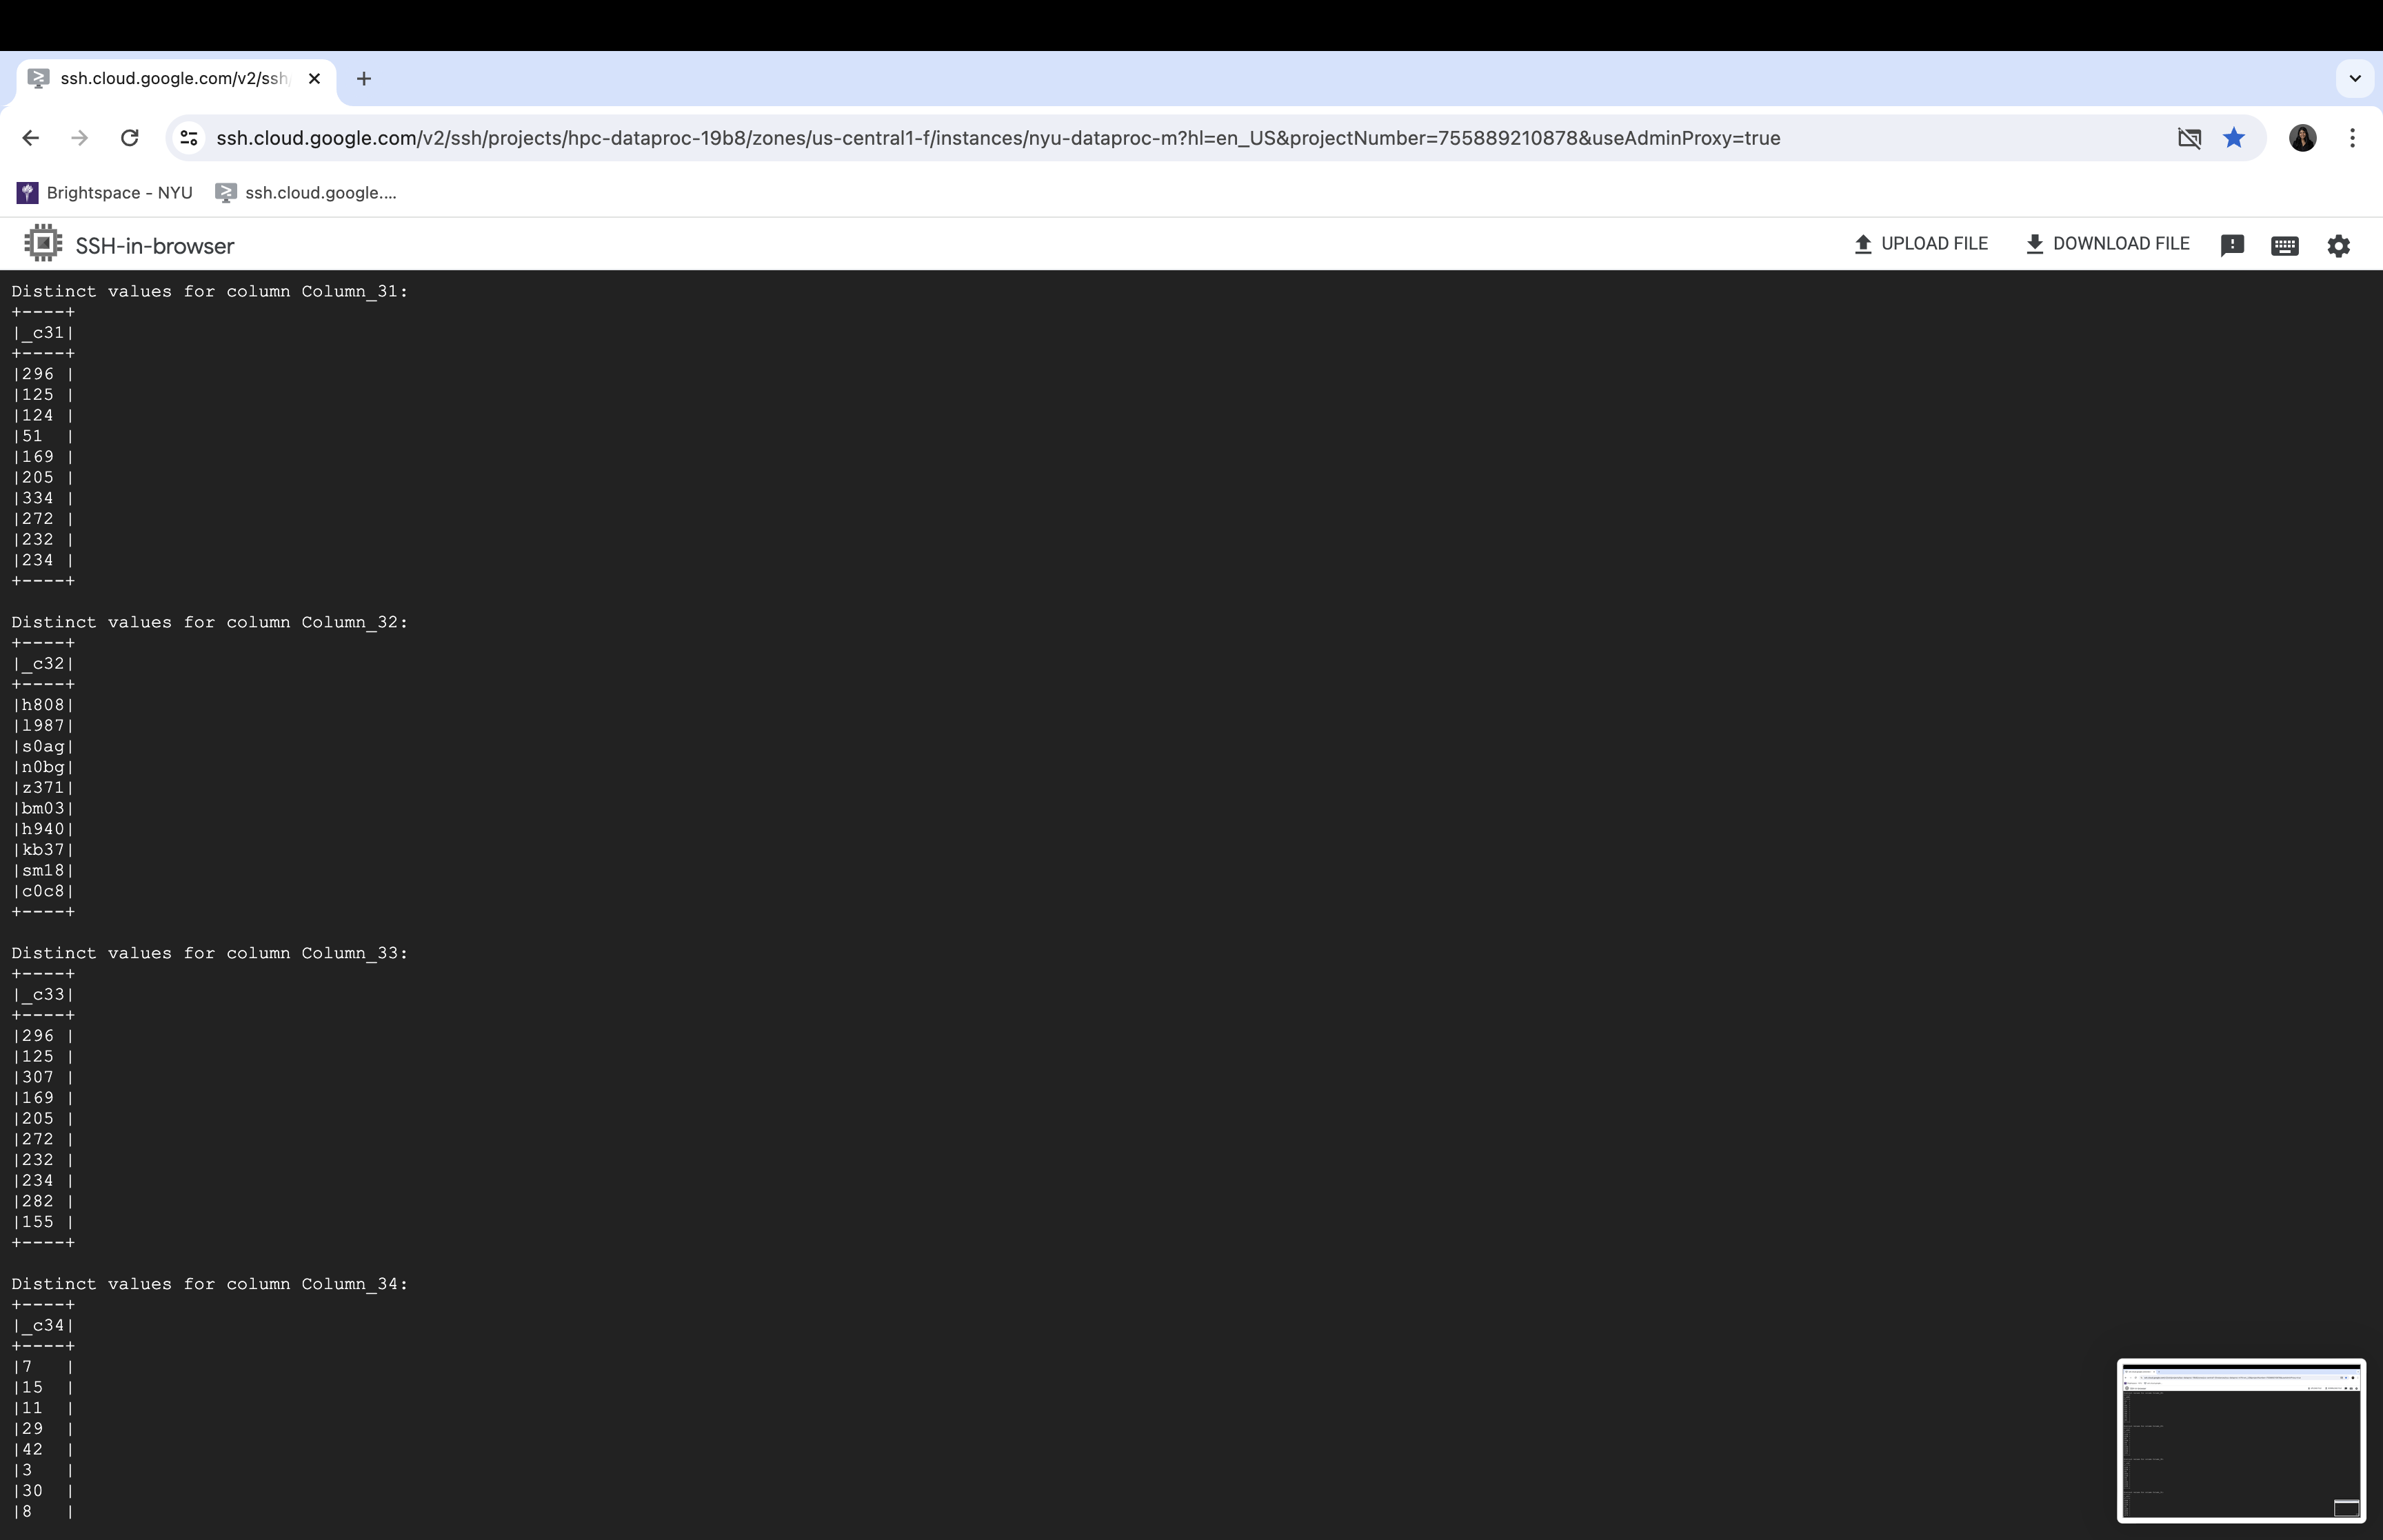 ssh.cloud.google.com/v2/ssh
ssh.cloud.google.com/v2/ssh/projects/hpc-dataproc-19b8/zones/us-central1-f/instances/nyu-dataproc-m?hl=en_US&projectNumber=755889210878&useAdminProxy=true
Brightspace - NYU ssh.cloud.google....
SSH-in-browser UPLOAD FILE DOWNLOAD FILE
Distinct values for column Column_31:
+----+
|_c31|
+----+
|296 |
|125 |
|124 |
|51  |
|169 |
|205 |
|334 |
|272 |
|232 |
|234 |
+----+
Distinct values for column Column_32:
+----+
|_c32|
+----+
|h808|
|l987|
|s0ag|
|n0bg|
|z371|
|bm03|
|h940|
|kb37|
|sm18|
|c0c8|
+----+
Distinct values for column Column_33:
+----+
|_c33|
+----+
|296 |
|125 |
|307 |
|169 |
|205 |
|272 |
|232 |
|234 |
|282 |
|155 |
+----+
Distinct values for column Column_34:
+----+
|_c34|
+----+
|7   |
|15  |
|11  |
|29  |
|42  |
|3   |
|30  |
|8   |